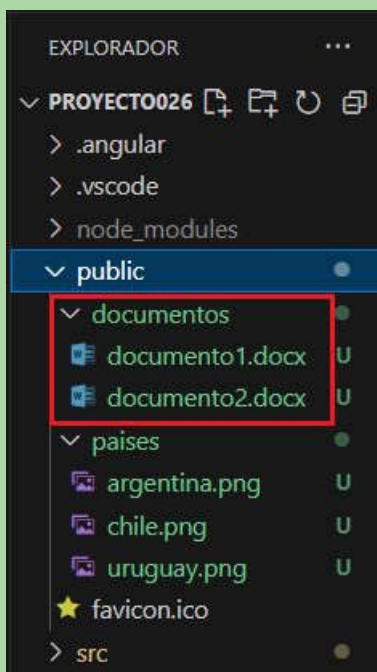 EXPLORADOR ...
PROYECTO026
.angular
.vscode
node_modules
public
documentos
documento1.docx U
documento2.docx U
paises
argentina.png U
chile.png U
uruguay.png U
favicon.ico
src